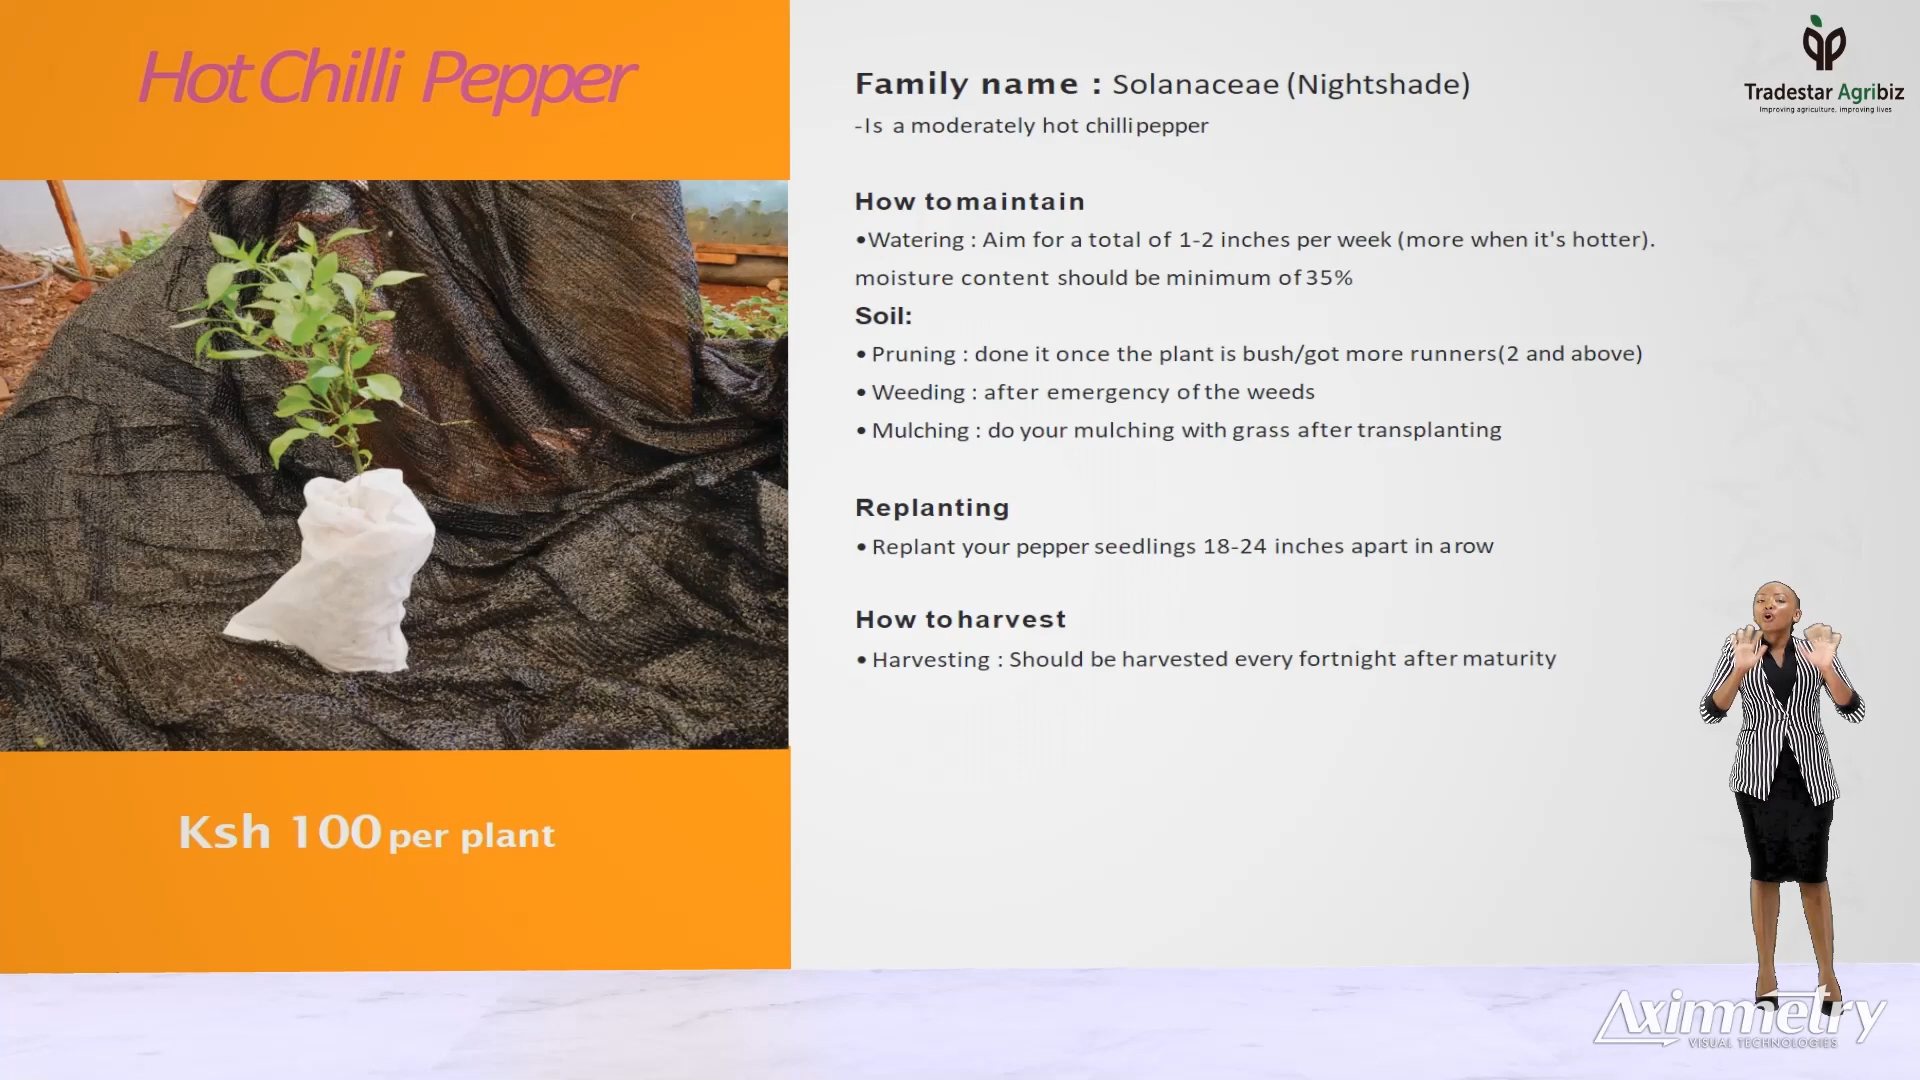 Hot Chilli Pepper
Ksh 100 per plant
Family name : Solanaceae (Nightshade)
-Is a moderately hot chilli pepper
How to maintain
•Watering : Aim for a total of 1-2 inches per week (more when it's hotter).
moisture content should be minimum of 35%
Soil:
• Pruning : done it once the plant is bush/got more runners(2 and above)
• Weeding : after emergency of the weeds
• Mulching : do your mulching with grass after transplanting
Replanting
• Replant your pepper seedlings 18-24 inches apart in a row
How to harvest
• Harvesting : Should be harvested every fortnight after maturity
Tradestar Agribiz
Improving agriculture, improving lives
Aximmetry
VISUAL TECHNOLOGIES